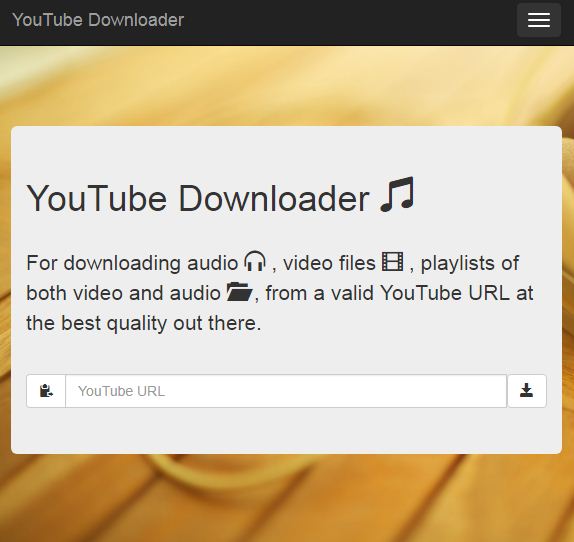 YouTube Downloader
YouTube Downloader
For downloading audio , video files , playlists of
both video and audio , from a valid YouTube URL at
the best quality out there.
YouTube URL